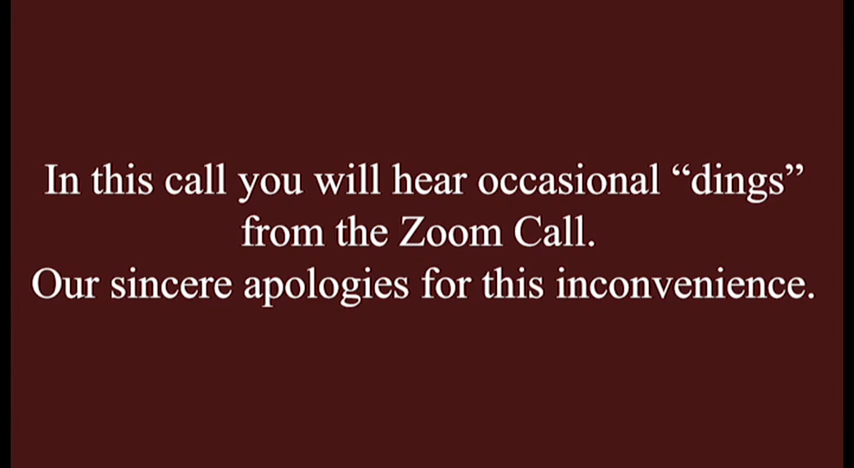 In this call you will hear occasional “dings”
from the Zoom Call.
Our sincere apologies for this inconvenience.